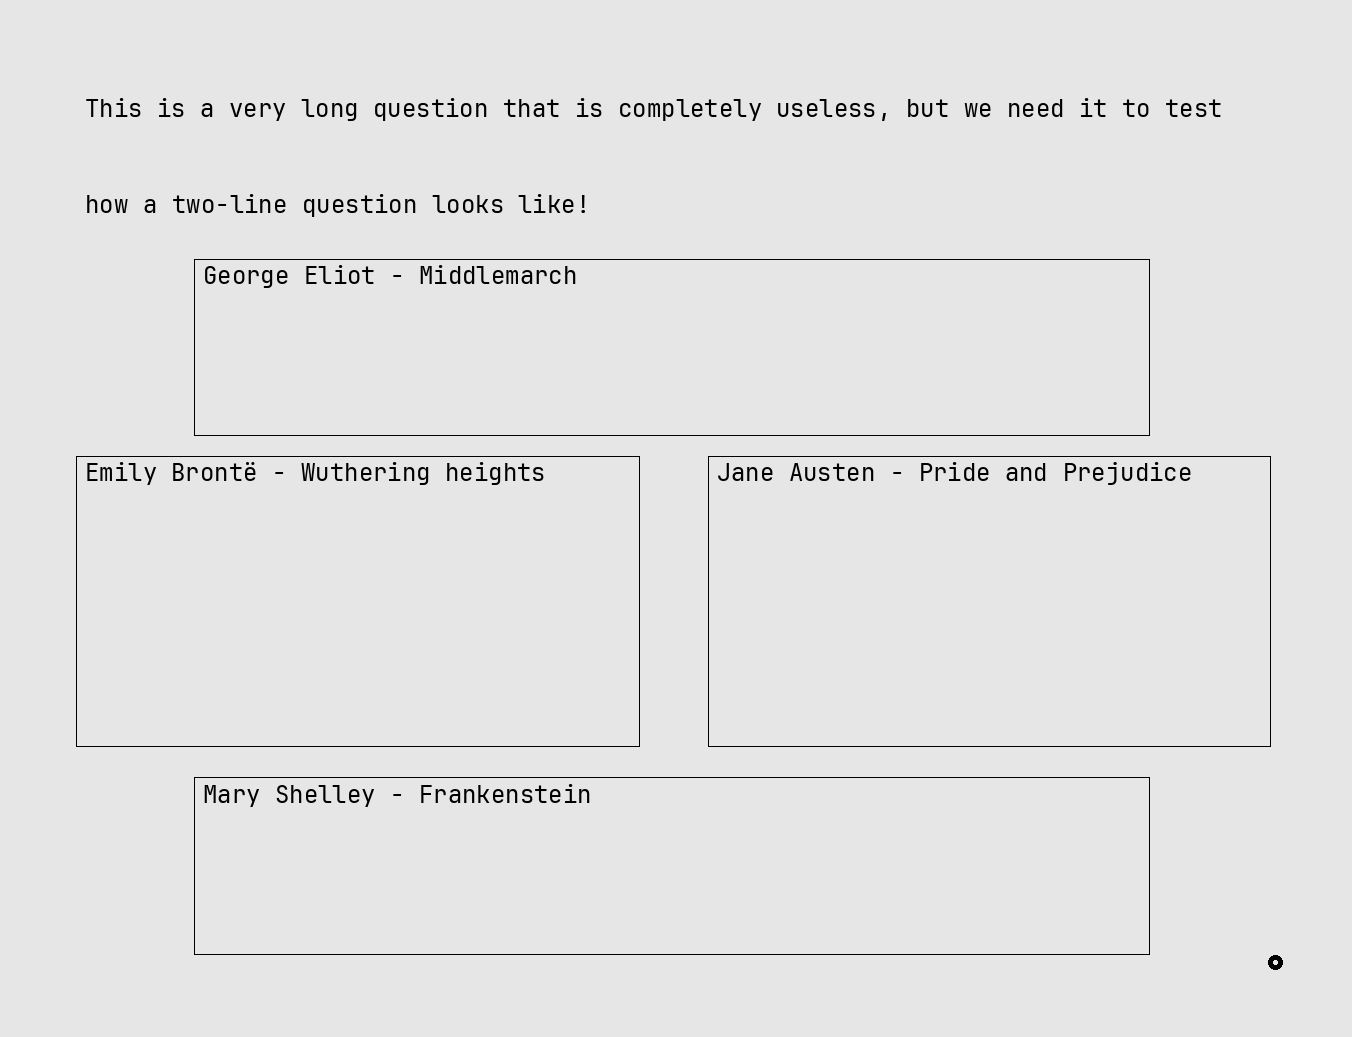 This is a very long question that is completely useless, but we need it to test
how a two-line question looks like!
George Eliot - Middlemarch
Emily Brontë - Wuthering heights
Jane Austen - Pride and Prejudice
Mary Shelley - Frankenstein